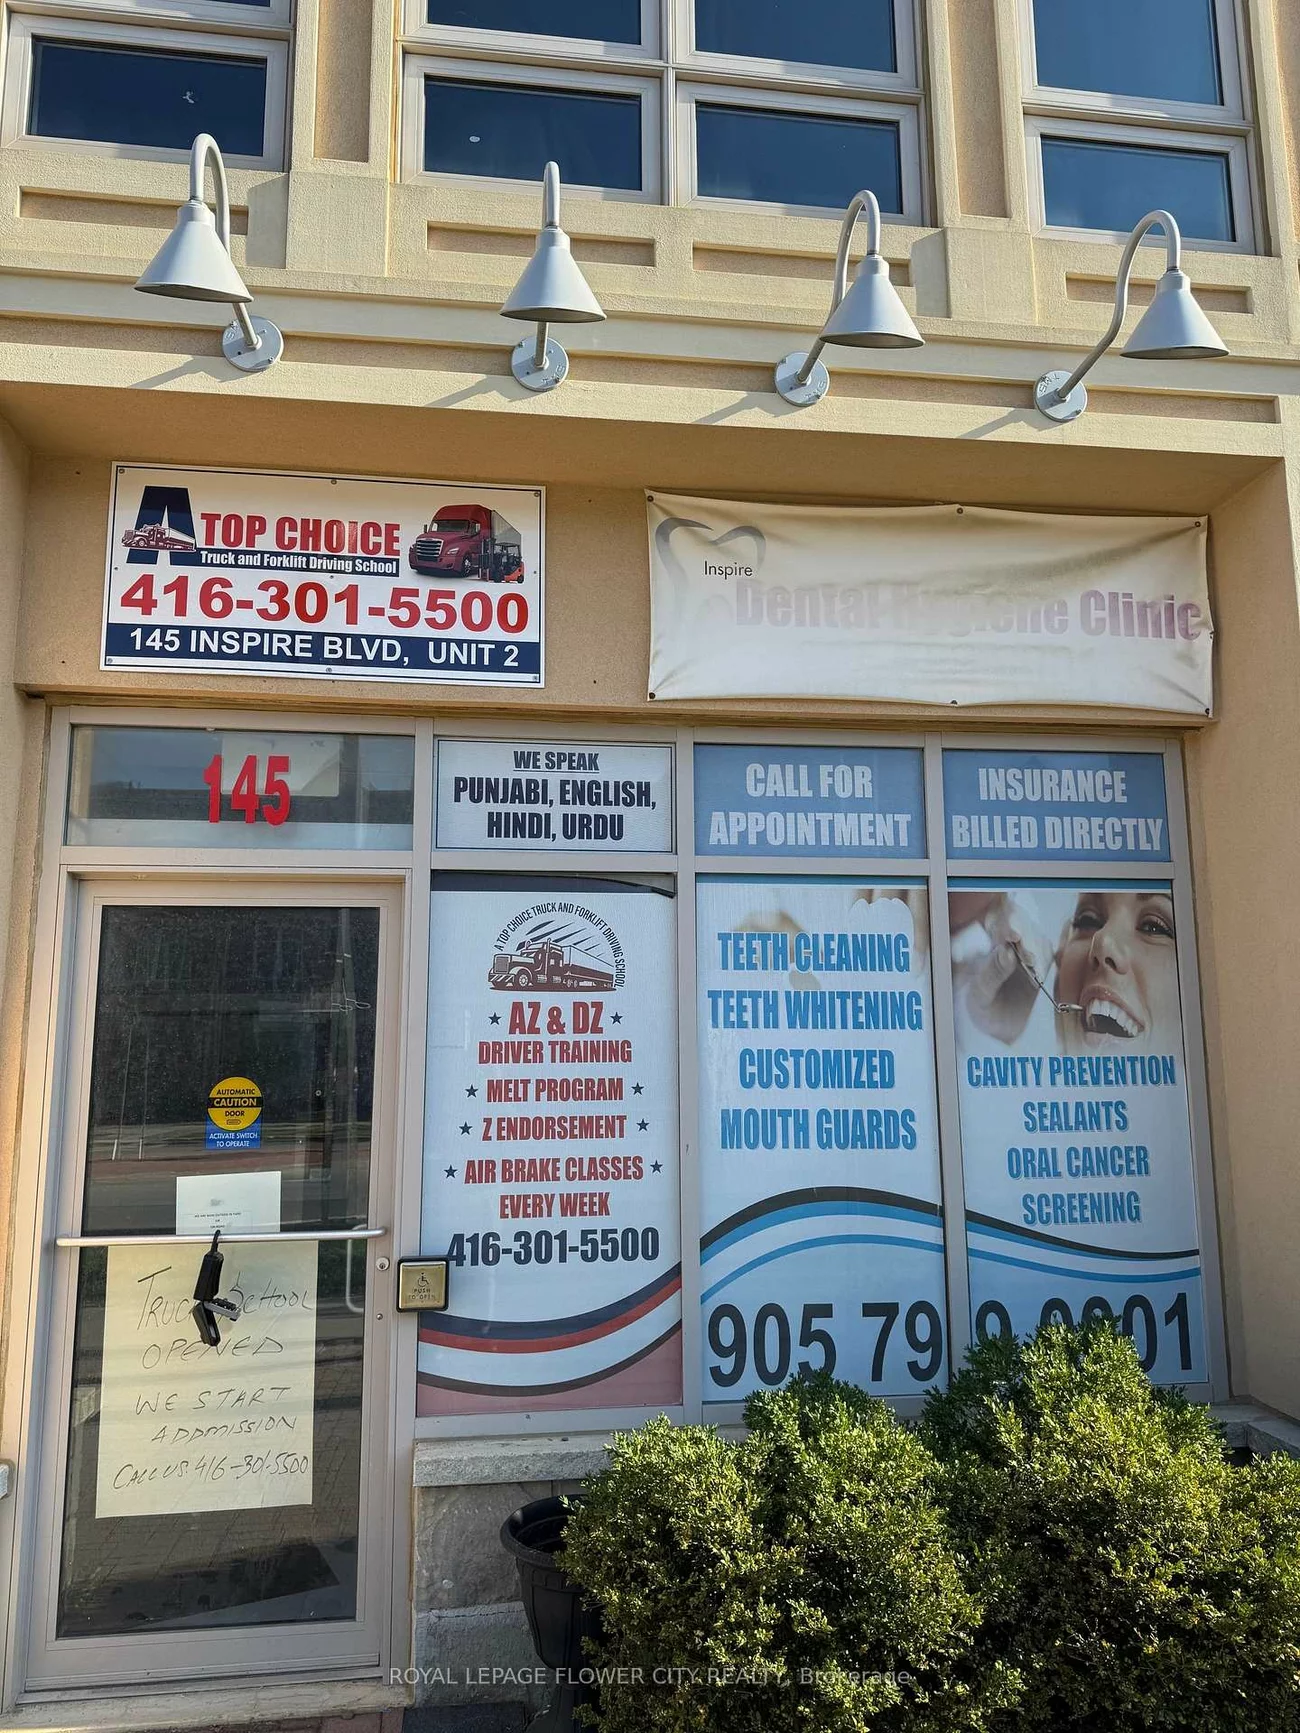 A TOP CHOICE
Truck and Forklift Driving School
416-301-5500
145 INSPIRE BLVD, UNIT 2
Inspire
Dental Hygiene Clinic
145
WE SPEAK
PUNJABI, ENGLISH,
HINDI, URDU
CALL FOR
APPOINTMENT
INSURANCE
BILLED DIRECTLY
A TOP CHOICE TRUCK AND FORKLIFT DRIVING SCHOOL
AZ & DZ
DRIVER TRAINING
MELT PROGRAM
Z ENDORSEMENT
AIR BRAKE CLASSES
EVERY WEEK
416-301-5500
TEETH CLEANING
TEETH WHITENING
CUSTOMIZED
MOUTH GUARDS
905 79
CAVITY PREVENTION
SEALANTS
ORAL CANCER
SCREENING
AUTOMATIC
CAUTION
DOOR
ACTIVATE SWITCH
TO OPERATE
PUSH
TO OPEN
TRUCK SCHOOL
OPENED
WE START
ADDMISSION
CALL US 416-301-5500
ROYAL LEPAGE FLOWER CITY REALTY, Brokerage